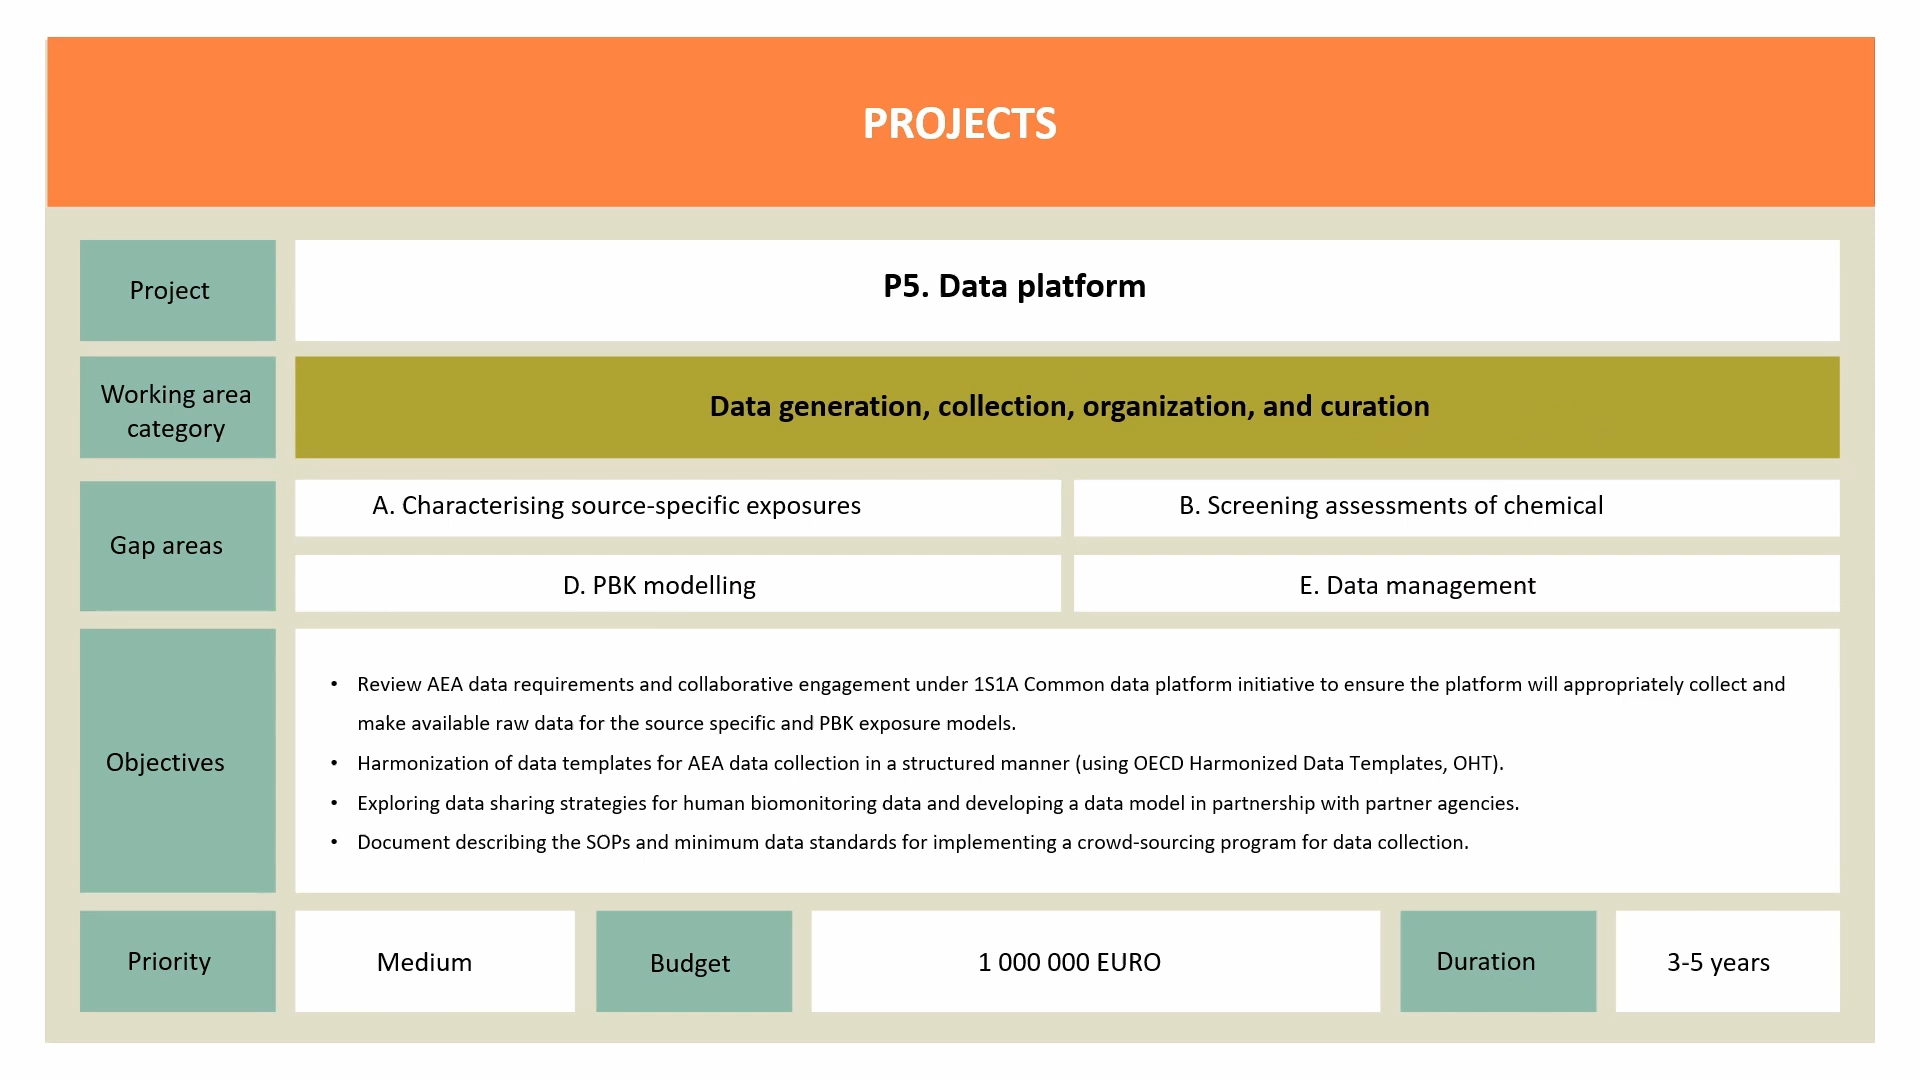 PROJECTS
Project
P5. Data platform
Working area
category
Data generation, collection, organization, and curation
Gap areas
A. Characterising source-specific exposures
B. Screening assessments of chemical
D. PBK modelling
E. Data management
Objectives
• Review AEA data requirements and collaborative engagement under 1S1A Common data platform initiative to ensure the platform will appropriately collect and
make available raw data for the source specific and PBK exposure models.
• Harmonization of data templates for AEA data collection in a structured manner (using OECD Harmonized Data Templates, OHT).
• Exploring data sharing strategies for human biomonitoring data and developing a data model in partnership with partner agencies.
• Document describing the SOPs and minimum data standards for implementing a crowd-sourcing program for data collection.
Priority
Medium
Budget
1 000 000 EURO
Duration
3-5 years